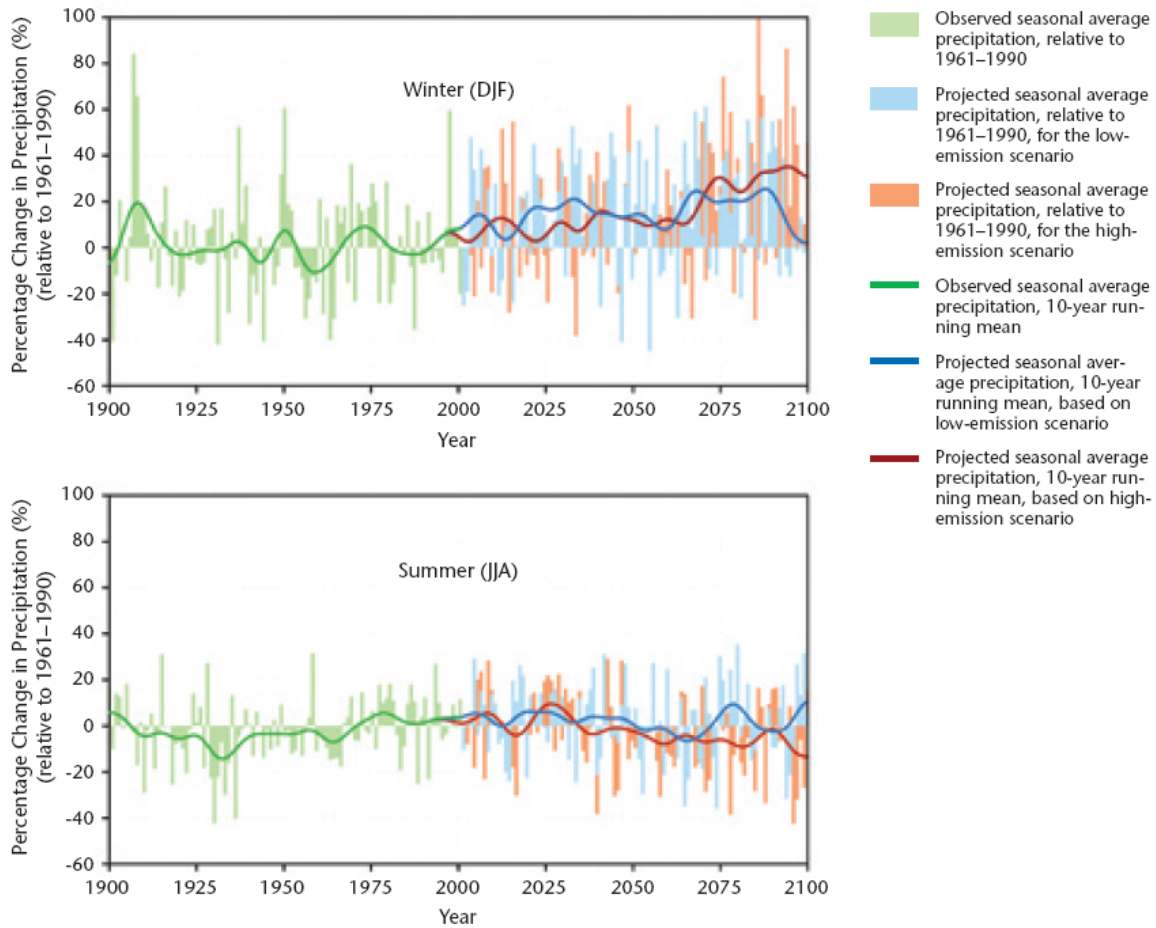 Percentage Change in Precipitation (%)
(relative to 1961–1990)
100
80
60
40
20
0
-20
-40
-60
Winter (DJF)
1900 1925 1950 1975 2000 2025 2050 2075 2100
Year
Percentage Change in Precipitation (%)
(relative to 1961–1990)
100
80
60
40
20
0
-20
-40
-60
Summer (JJA)
1900 1925 1950 1975 2000 2025 2050 2075 2100
Year
Observed seasonal average
precipitation, relative to
1961–1990
Projected seasonal average
precipitation, relative to
1961–1990, for the low-
emission scenario
Projected seasonal average
precipitation, relative to
1961–1990, for the high-
emission scenario
Observed seasonal average
precipitation, 10-year run-
ning mean
Projected seasonal aver-
age precipitation, 10-year
running mean, based on
low-emission scenario
Projected seasonal average
precipitation, 10-year run-
ning mean, based on high-
emission scenario